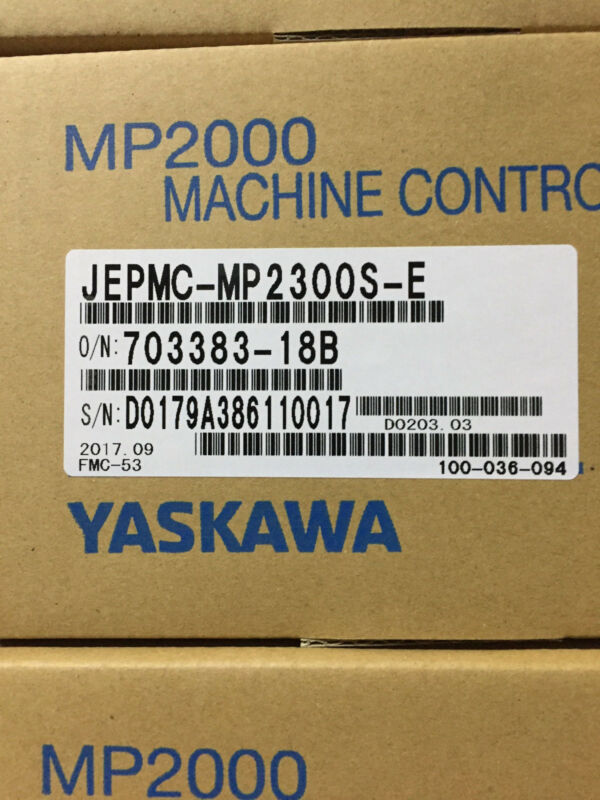 MP2000
MACHINE CONTRO
JEPMC-MP2300S-E
O/N: 703383-18B
S/N: D0179A386110017
D0203.03
2017.09
FMC-53
100-036-094
YASKAWA
MP2000